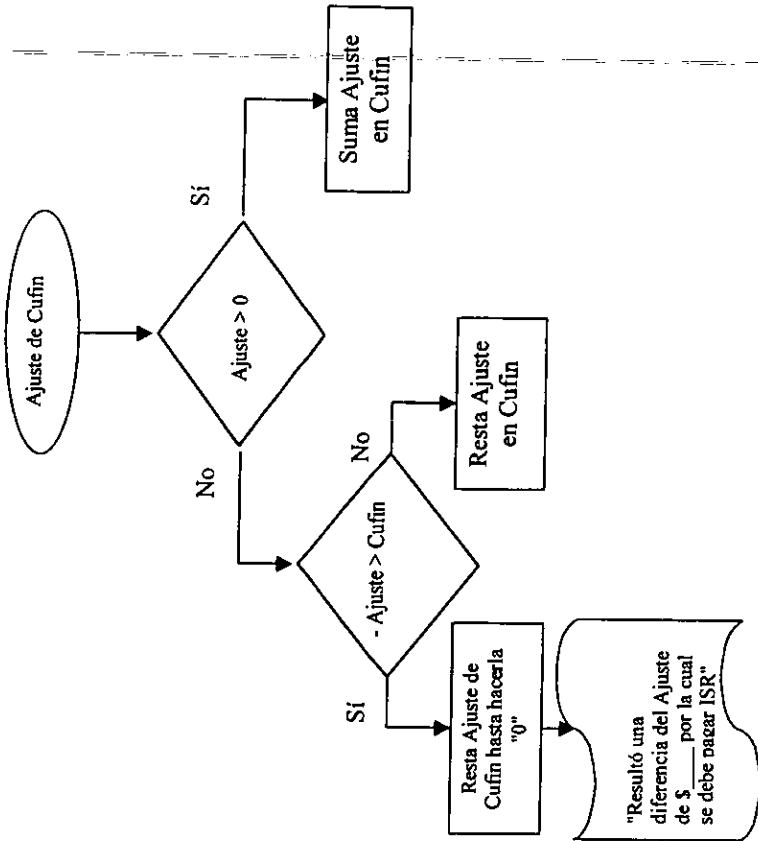 Ajuste de Cufin
Ajuste > 0
Sí
Suma Ajuste
en Cufin
No
- Ajuste > Cufin
No
Resta Ajuste
en Cufin
Sí
Resta Ajuste de
Cufin hasta hacerla
"0"
"Resultó una
diferencia del Ajuste
de $____ por la cual
se debe pagar ISR"